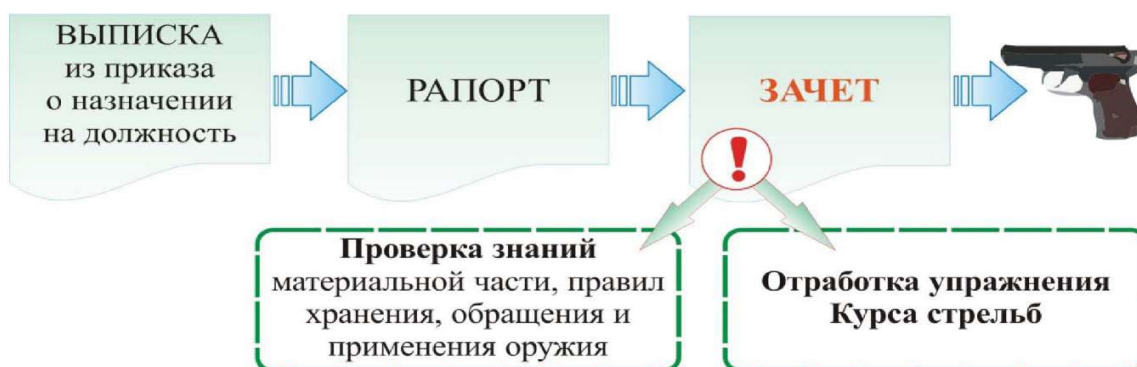 ВЫПИСКА
из приказа
о назначении
на должность
РАПОРТ
ЗАЧЕТ
!
Проверка знаний
материальной части, правил
хранения, обращения и
применения оружия
Отработка упражнения
Курса стрельб